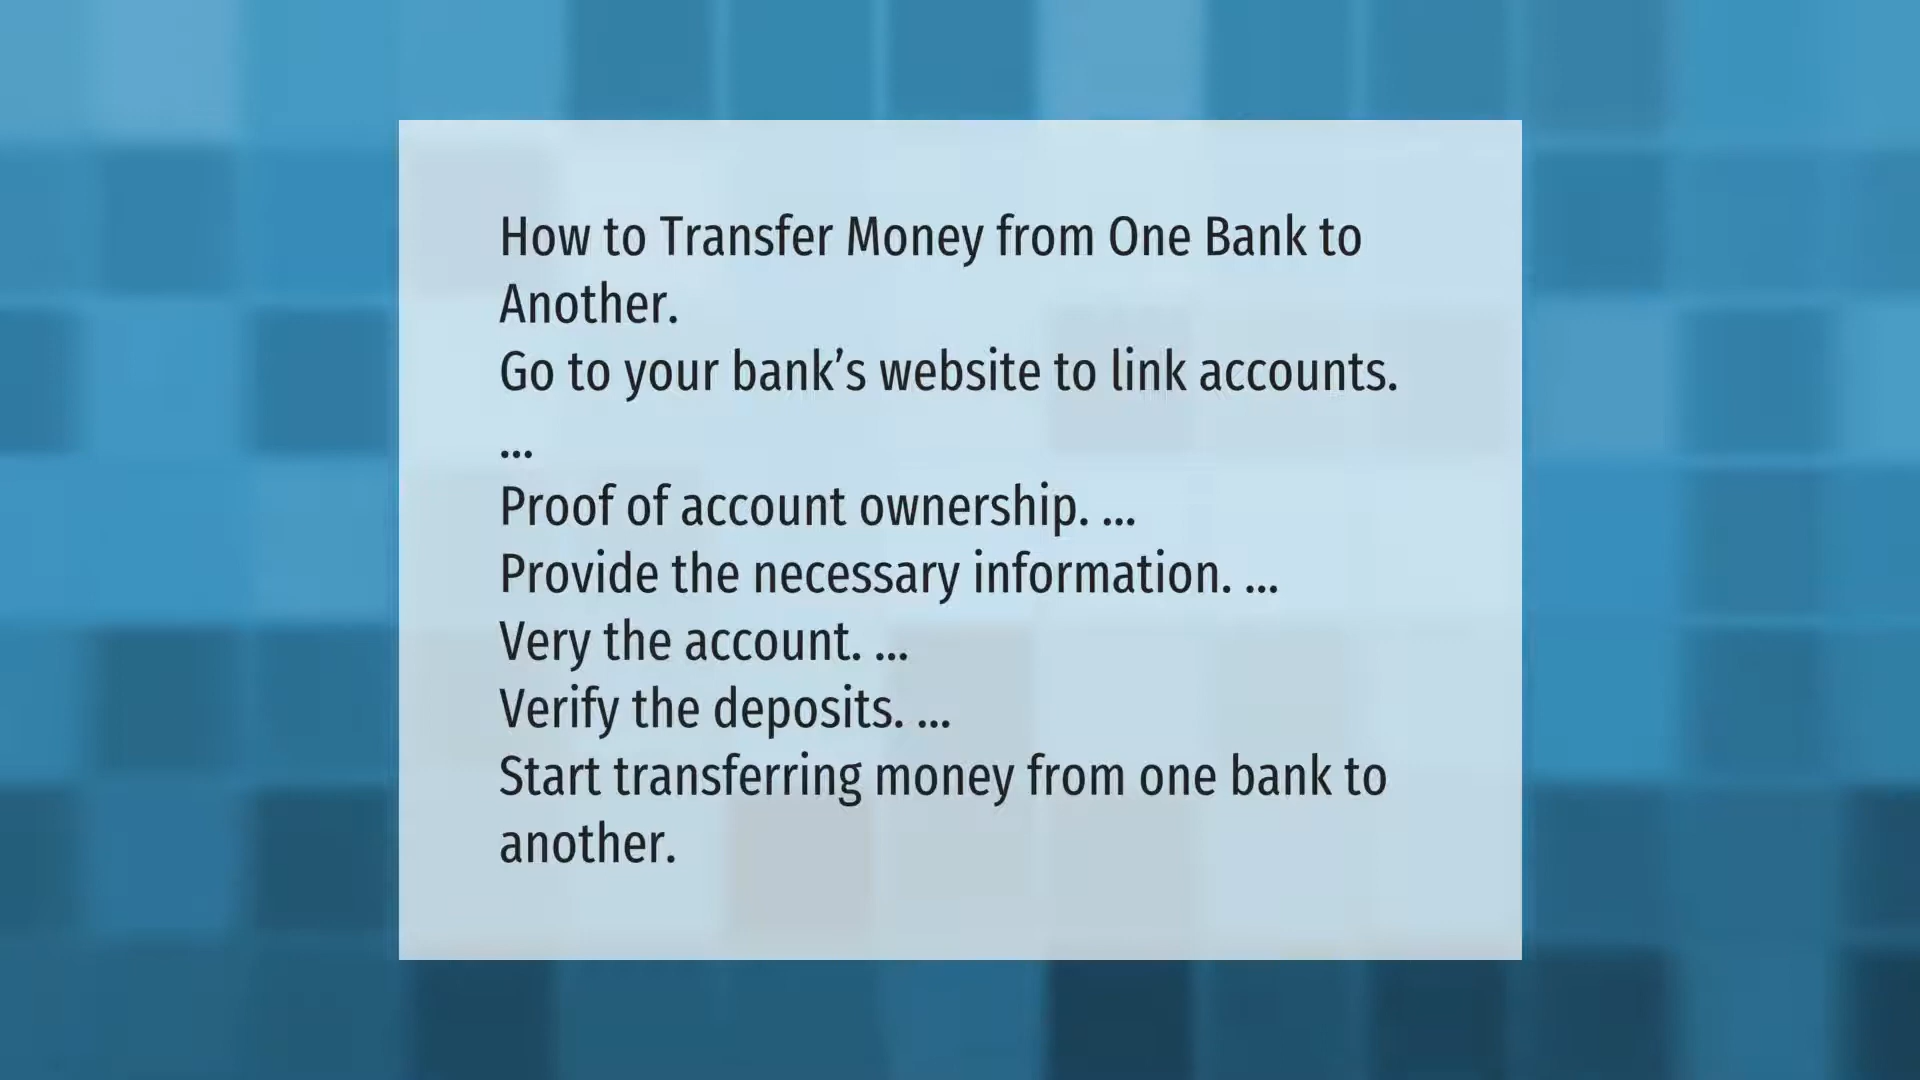 How to Transfer Money from One Bank to
Another.
Go to your bank’s website to link accounts.
...
Proof of account ownership. ...
Provide the necessary information. ...
Very the account. ...
Verify the deposits. ...
Start transferring money from one bank to
another.